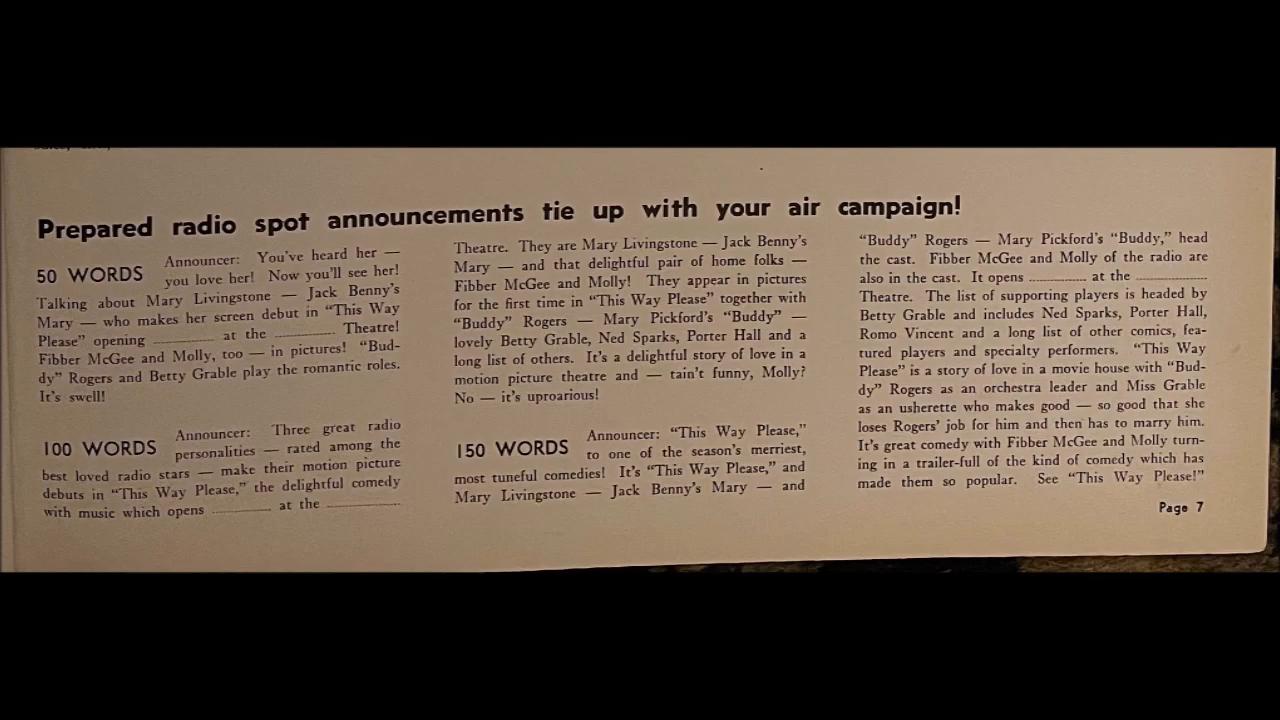 Prepared radio spot announcements tie up with your air campaign!
50 WORDS Announcer: You've heard her —
you love her! Now you'll see her!
Talking about Mary Livingstone — Jack Benny's
Mary — who makes her screen debut in “This Way
Please” opening ............... at the ............... Theatre!
Fibber McGee and Molly, too — in pictures! “Bud-
dy” Rogers and Betty Grable play the romantic roles.
It's swell!
100 WORDS Announcer: Three great radio
personalities — rated among the
best loved radio stars — make their motion picture
debuts in “This Way Please,” the delightful comedy
with music which opens ............... at the ...............
Theatre. They are Mary Livingstone — Jack Benny's
Mary — and that delightful pair of home folks —
Fibber McGee and Molly! They appear in pictures
for the first time in “This Way Please” together with
“Buddy” Rogers — Mary Pickford's “Buddy” —
lovely Betty Grable, Ned Sparks, Porter Hall and a
long list of others. It's a delightful story of love in a
motion picture theatre and — tain't funny, Molly?
No — it's uproarious!
150 WORDS Announcer: “This Way Please,”
to one of the season's merriest,
most tuneful comedies! It's “This Way Please,” and
Mary Livingstone — Jack Benny's Mary — and
“Buddy” Rogers — Mary Pickford's “Buddy,” head
the cast. Fibber McGee and Molly of the radio are
also in the cast. It opens ............... at the ...............
Theatre. The list of supporting players is headed by
Betty Grable and includes Ned Sparks, Porter Hall,
Romo Vincent and a long list of other comics, fea-
tured players and specialty performers. “This Way
Please” is a story of love in a movie house with “Bud-
dy” Rogers as an orchestra leader and Miss Grable
as an usherette who makes good — so good that she
loses Rogers' job for him and then has to marry him.
It's great comedy with Fibber McGee and Molly turn-
ing in a trailer-full of the kind of comedy which has
made them so popular. See “This Way Please!”
Page 7